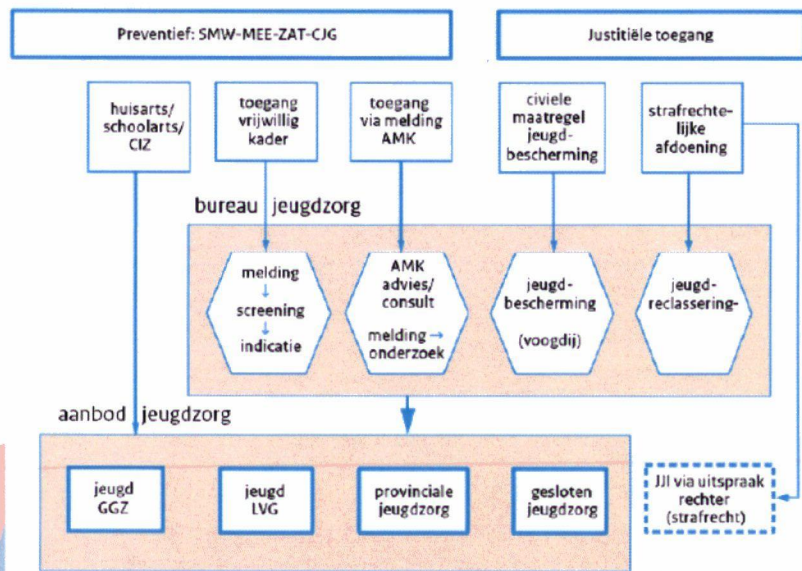 Preventief: SMW-MEE-ZAT-CJG
Justitiële toegang
huisarts/
schoolarts/
CIZ
toegang
vrijwillig
kader
toegang
via melding
AMK
civiele
maatregel
jeugd-
bescherming
strafrechte-
lijke
afdoening
bureau jeugdzorg
melding
↓
screening
↓
indicatie
AMK
advies/
consult
melding →
onderzoek
jeugd-
bescherming
(voogdij)
jeugd-
reclassering-
aanbod jeugdzorg
jeugd
GGZ
jeugd
LVG
provinciale
jeugdzorg
gesloten
jeugdzorg
JJI via uitspraak
rechter
(strafrecht)